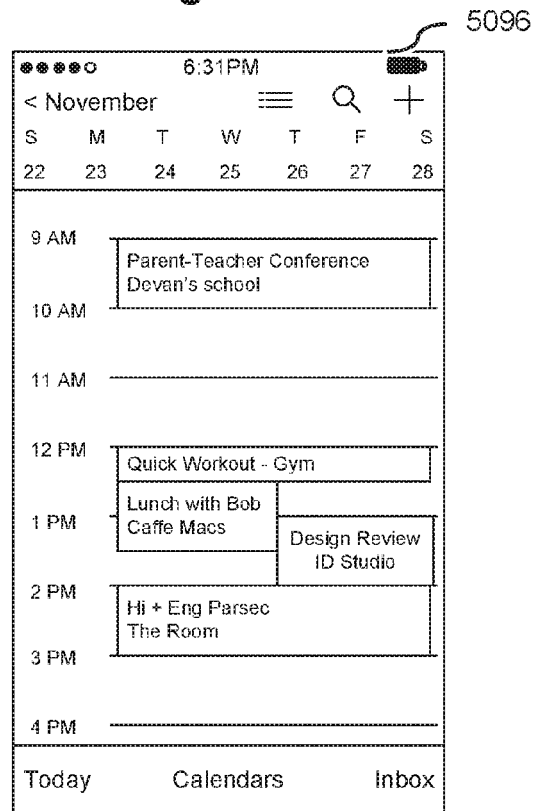 5096
6:31PM
< November
S M T W T F S
22 23 24 25 26 27 28
9 AM
Parent-Teacher Conference
Devan's school
10 AM
11 AM
12 PM
Quick Workout - Gym
Lunch with Bob
1 PM
Caffe Macs
Design Review
ID Studio
2 PM
Hi + Eng Parsec
The Room
3 PM
4 PM
Today Calendars Inbox